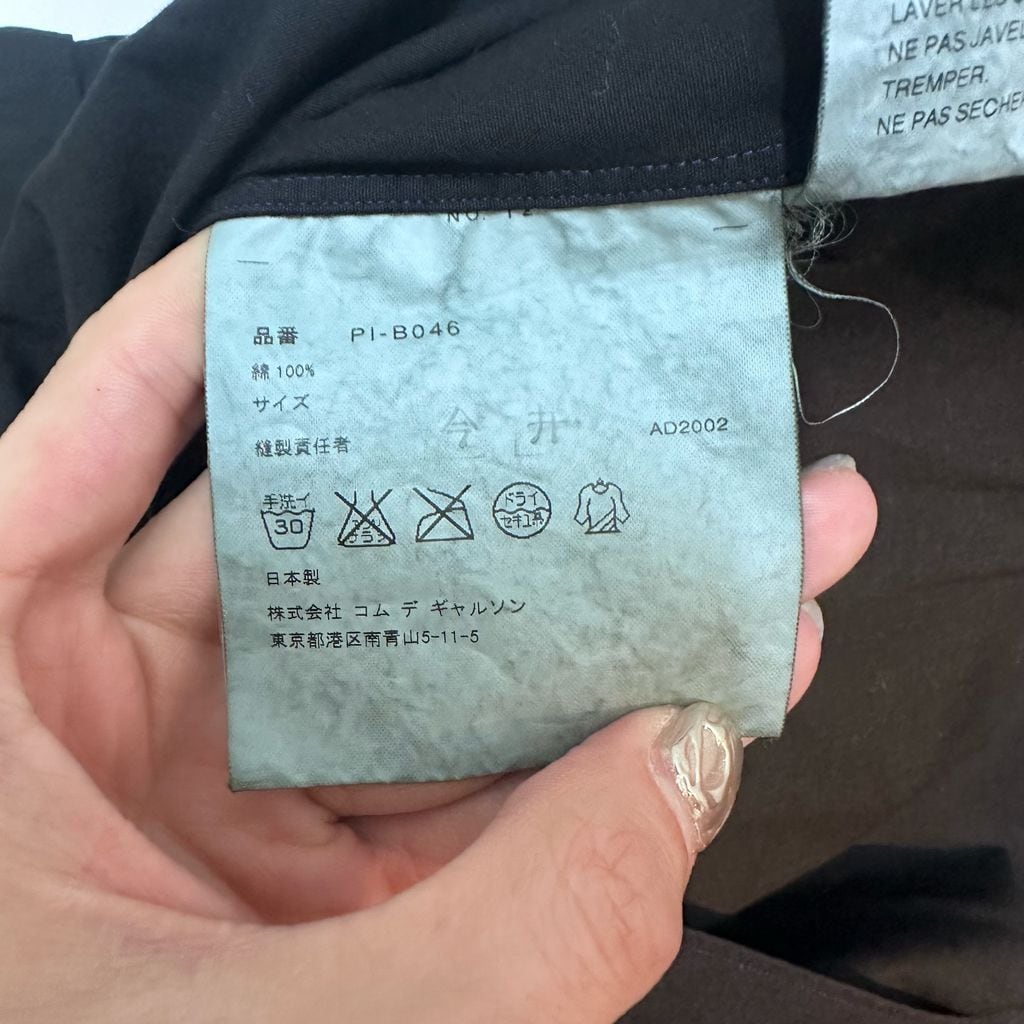 LAVER LES
NE PAS JAVEL
TREMPER.
NE PAS SECHE
NO. 12
品番 PI-B046
綿 100%
サイズ
縫製責任者 今井 AD2002
手洗イ
30
ドライ
セキユ系
日本製
株式会社 コム デ ギャルソン
東京都港区南青山5-11-5